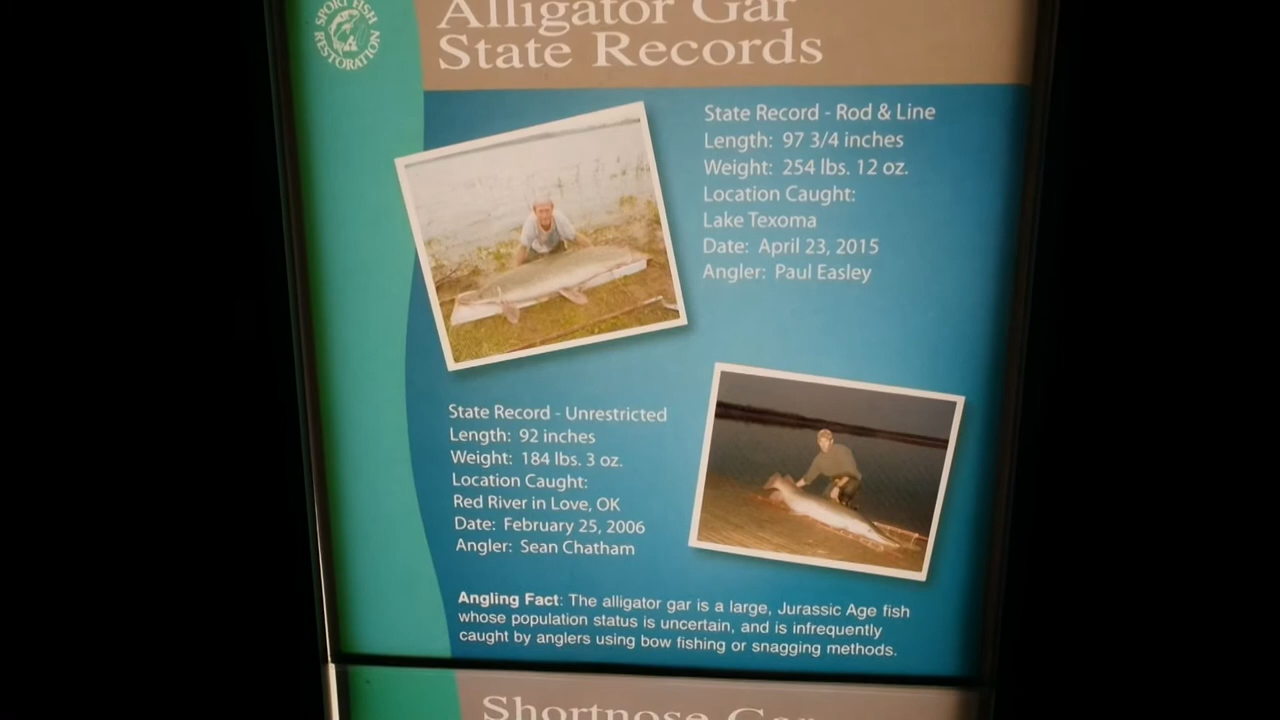 SPORT FISH
RESTORATION
Alligator Gar
State Records
State Record - Rod & Line
Length: 97 3/4 inches
Weight: 254 lbs. 12 oz.
Location Caught:
Lake Texoma
Date: April 23, 2015
Angler: Paul Easley
State Record - Unrestricted
Length: 92 inches
Weight: 184 lbs. 3 oz.
Location Caught:
Red River in Love, OK
Date: February 25, 2006
Angler: Sean Chatham
Angling Fact: The alligator gar is a large, Jurassic Age fish
whose population status is uncertain, and is infrequently
caught by anglers using bow fishing or snagging methods.
Shortnose Gar